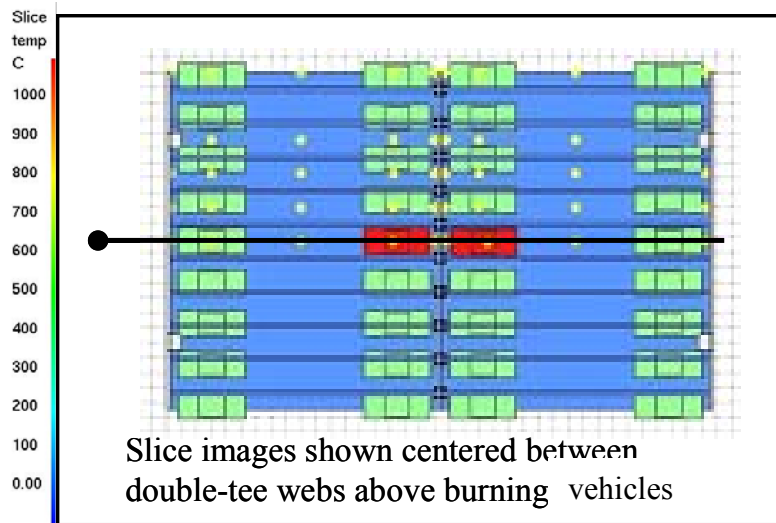 Slice
temp
C
1000
900
800
700
600
500
400
300
200
100
0.00
Slice images shown centered between
double-tee webs above burning vehicles